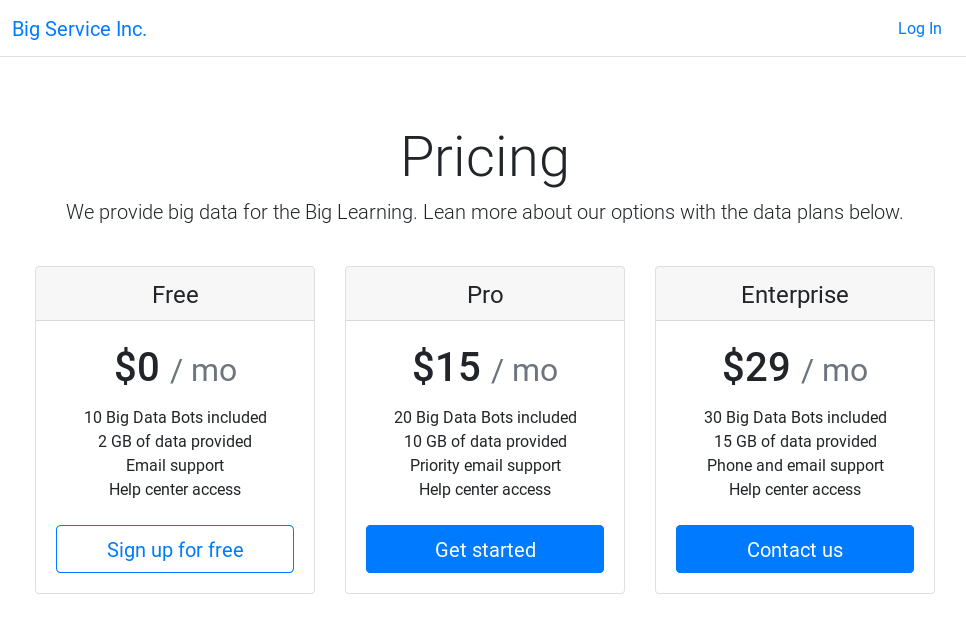 Big Service Inc.
Log In
Pricing
We provide big data for the Big Learning. Lean more about our options with the data plans below.
Free
$0 / mo
10 Big Data Bots included
2 GB of data provided
Email support
Help center access
Sign up for free
Pro
$15 / mo
20 Big Data Bots included
10 GB of data provided
Priority email support
Help center access
Get started
Enterprise
$29 / mo
30 Big Data Bots included
15 GB of data provided
Phone and email support
Help center access
Contact us